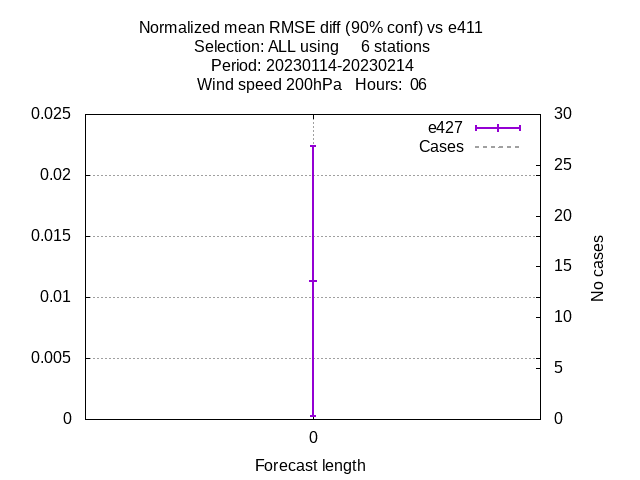 Normalized mean RMSE diff (90% conf) vs e411
Selection: ALL using     6 stations
Period: 20230114-20230214
Wind speed 200hPa   Hours:  06
0.025
0.02
0.015
0.01
0.005
0
30
25
20
15
10
5
0
e427
Cases
No cases
0
Forecast length